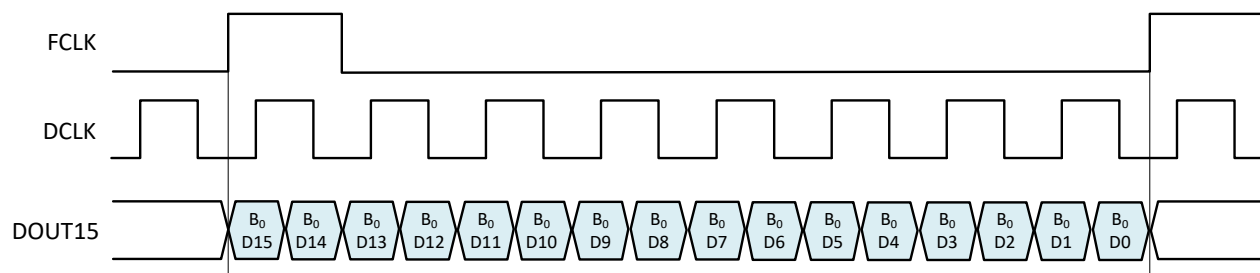 FCLK
DCLK
DOUT15
B0 B0 B0 B0 B0 B0 B0 B0 B0 B0 B0 B0 B0 B0 B0 B0
D15 D14 D13 D12 D11 D10 D9 D8 D7 D6 D5 D4 D3 D2 D1 D0